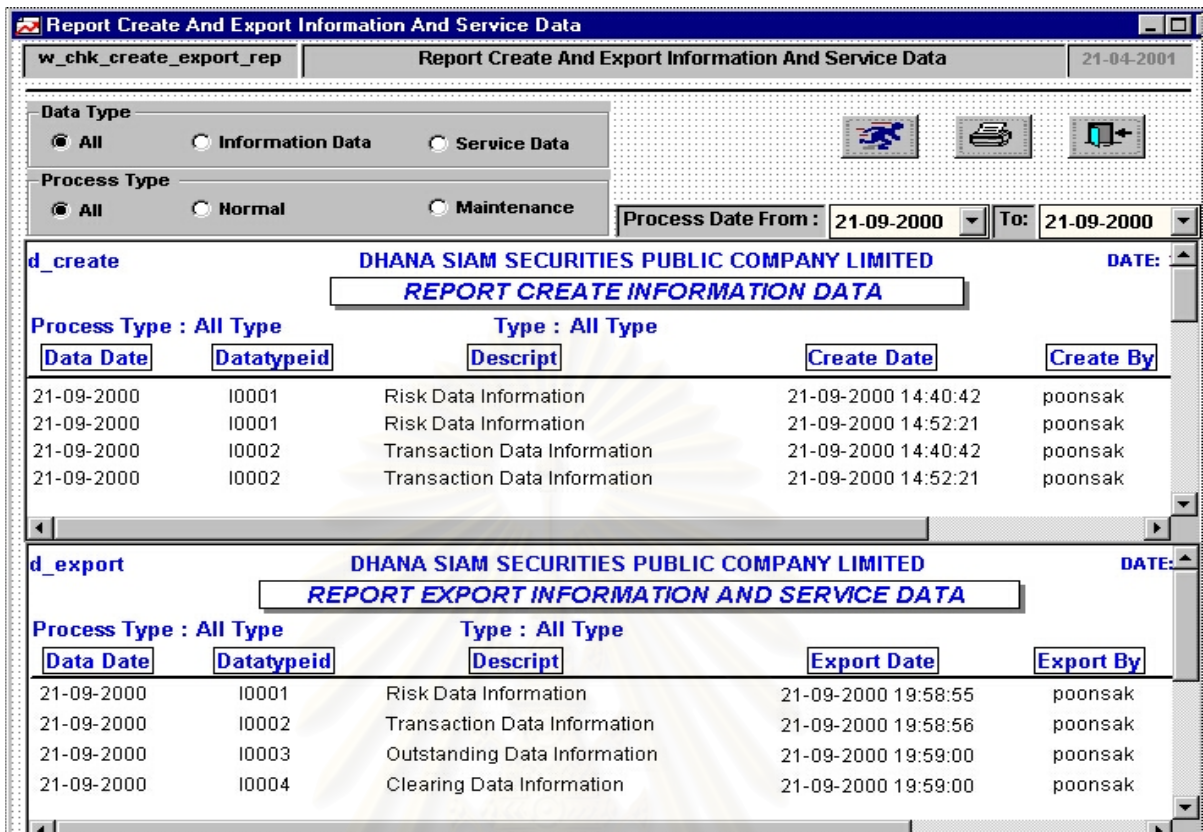 Report Create And Export Information And Service Data
w_chk_create_export_rep Report Create And Export Information And Service Data 21-04-2001
Data Type
All Information Data Service Data
Process Type
All Normal Maintenance
Process Date From : 21-09-2000 To: 21-09-2000
d_create DHANA SIAM SECURITIES PUBLIC COMPANY LIMITED DATE:
REPORT CREATE INFORMATION DATA
Process Type : All Type Type : All Type
Data Date Datatypeid Descript Create Date Create By
21-09-2000 I0001 Risk Data Information 21-09-2000 14:40:42 poonsak
21-09-2000 I0001 Risk Data Information 21-09-2000 14:52:21 poonsak
21-09-2000 I0002 Transaction Data Information 21-09-2000 14:40:42 poonsak
21-09-2000 I0002 Transaction Data Information 21-09-2000 14:52:21 poonsak
d_export DHANA SIAM SECURITIES PUBLIC COMPANY LIMITED DATE:
REPORT EXPORT INFORMATION AND SERVICE DATA
Process Type : All Type Type : All Type
Data Date Datatypeid Descript Export Date Export By
21-09-2000 I0001 Risk Data Information 21-09-2000 19:58:55 poonsak
21-09-2000 I0002 Transaction Data Information 21-09-2000 19:58:56 poonsak
21-09-2000 I0003 Outstanding Data Information 21-09-2000 19:59:00 poonsak
21-09-2000 I0004 Clearing Data Information 21-09-2000 19:59:00 poonsak